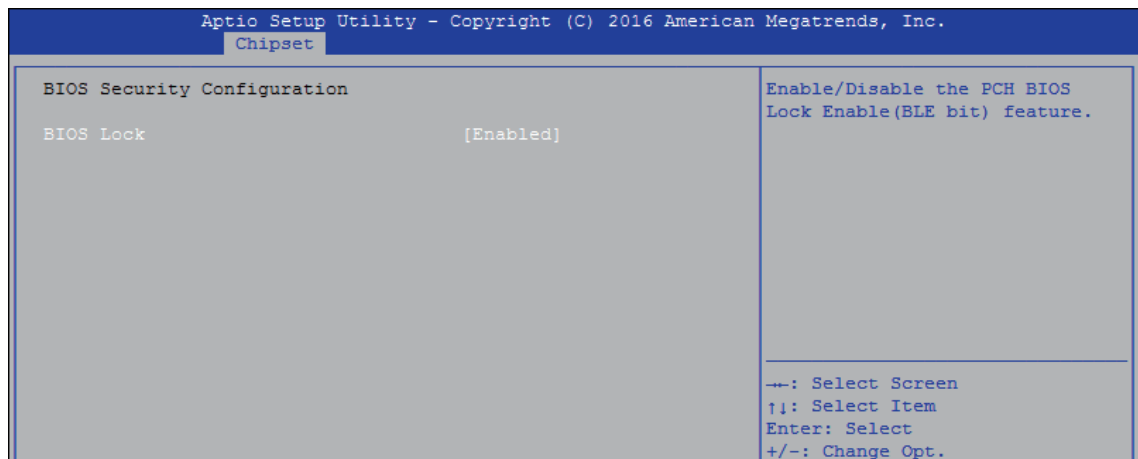 Aptio Setup Utility - Copyright (C) 2016 American Megatrends, Inc.
Chipset
BIOS Security Configuration
BIOS Lock [Enabled]
Enable/Disable the PCH BIOS
Lock Enable(BLE bit) feature.
→←: Select Screen
↑↓: Select Item
Enter: Select
+/-: Change Opt.